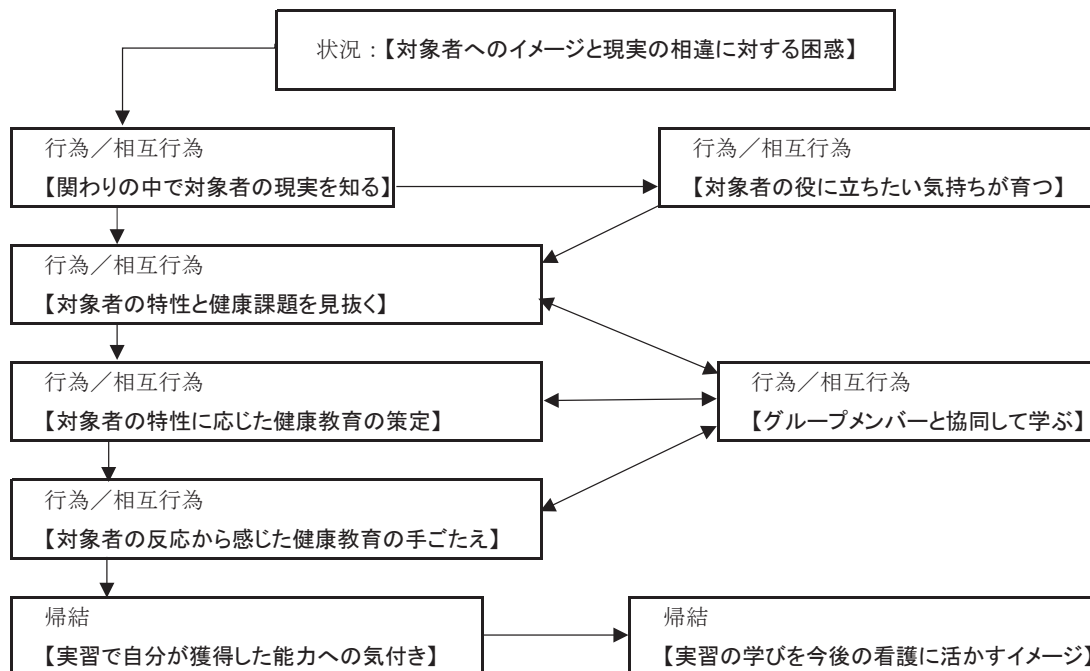 状況：【対象者へのイメージと現実の相違に対する困惑】
行為／相互行為
【関わりの中で対象者の現実を知る】
行為／相互行為
【対象者の役に立ちたい気持ちが育つ】
行為／相互行為
【対象者の特性と健康課題を見抜く】
行為／相互行為
【対象者の特性に応じた健康教育の策定】
行為／相互行為
【グループメンバーと協同して学ぶ】
行為／相互行為
【対象者の反応から感じた健康教育の手ごたえ】
帰結
【実習で自分が獲得した能力への気付き】
帰結
【実習の学びを今後の看護に活かすイメージ】